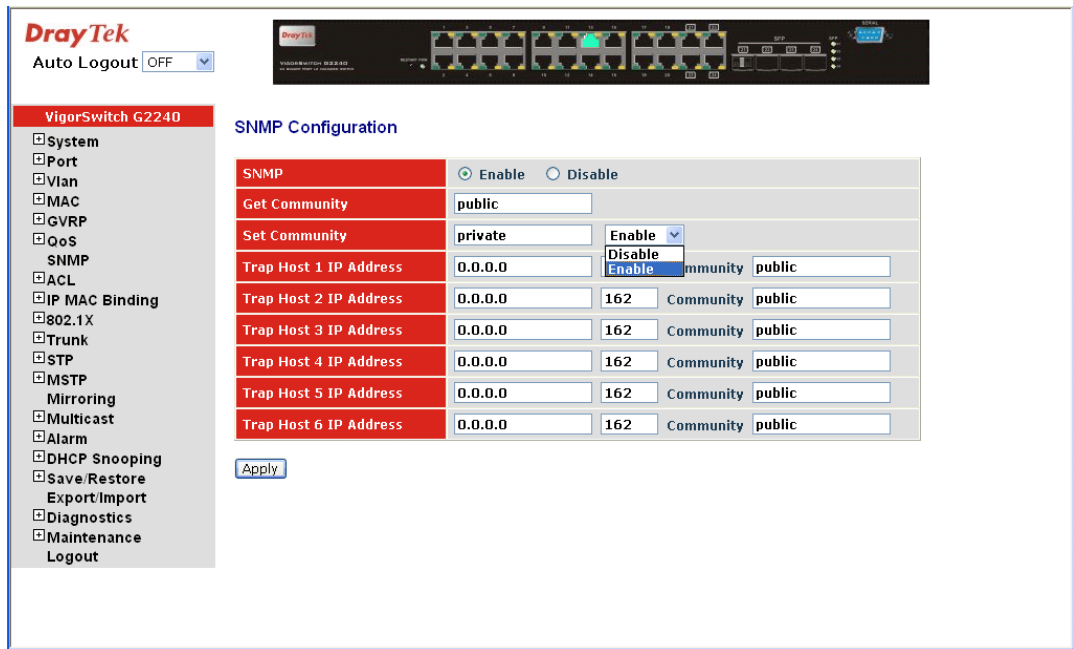 DrayTek
Auto Logout OFF
DrayTek
VigorSwitch G2240
SERIAL
SFP
VigorSwitch G2240
System
Port
Vlan
MAC
GVRP
QoS
SNMP
ACL
IP MAC Binding
802.1X
Trunk
STP
MSTP
Mirroring
Multicast
Alarm
DHCP Snooping
Save/Restore
Export/Import
Diagnostics
Maintenance
Logout
SNMP Configuration
SNMP Enable Disable
Get Community public
Set Community private Enable
Disable
Enable
Trap Host 1 IP Address 0.0.0.0 mmunity public
Trap Host 2 IP Address 0.0.0.0 162 Community public
Trap Host 3 IP Address 0.0.0.0 162 Community public
Trap Host 4 IP Address 0.0.0.0 162 Community public
Trap Host 5 IP Address 0.0.0.0 162 Community public
Trap Host 6 IP Address 0.0.0.0 162 Community public
Apply